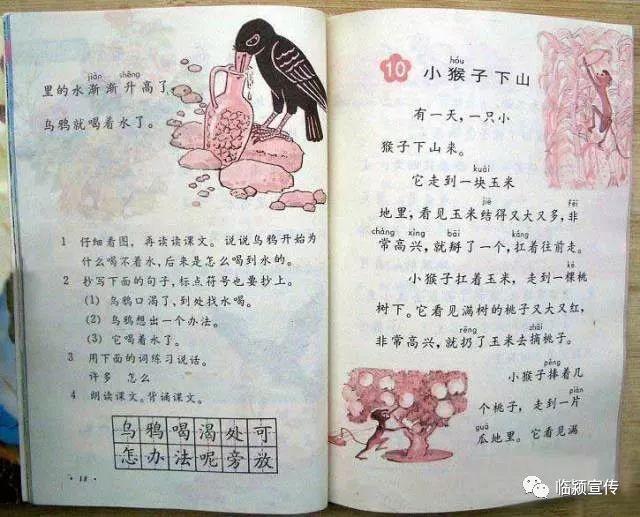 jiàn shēng
里的水渐渐升高了，
乌鸦就喝着水了。
1 仔细看图，再读读课文。说说乌鸦开始为
什么喝不着水，后来是怎么喝到水的。
2 抄写下面的句子，标点符号也要抄上。
(1) 乌鸦口渴了，到处找水喝。
(2) 乌鸦想出一个办法。
(3) 它喝着水了。
3 用下面的词练习说话。
许多 怎么
4 朗读课文。背诵课文。
乌鸦喝渴处可
怎办法呢旁放
· 18 ·
hóu
10 小猴子下山
有一天，一只小
猴子下山来。
kuài
它走到一块玉米
jiē fēi
地里，看见玉米结得又大又多，非
cháng xìng bāi káng
常高兴，就掰了一个，扛着往前走。
kē
小猴子扛着玉米，走到一棵桃
树下。它看见满树的桃子又大又红，
rēng zhāi
非常高兴，就扔了玉米去摘桃子。
pěng
小猴子捧着几
piàn
个桃子，走到一片
guā
瓜地里。它看见满
临颍宣传